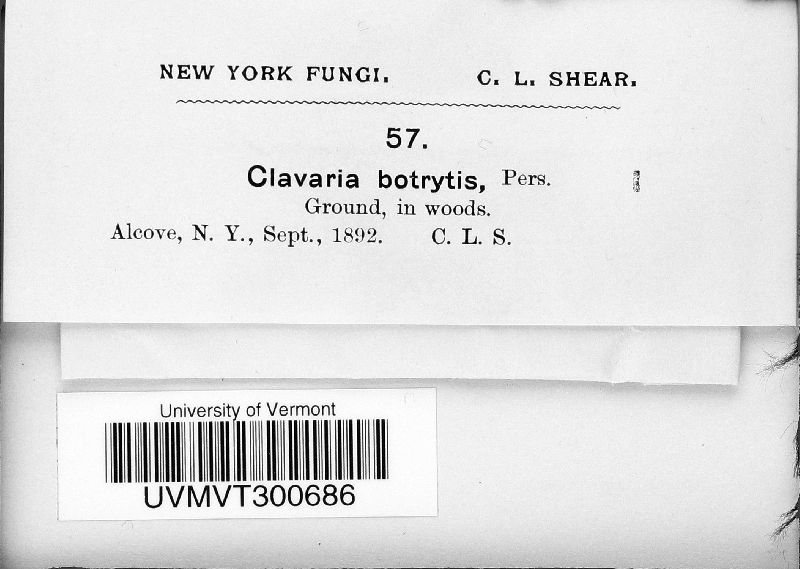 NEW YORK FUNGI. C. L. SHEAR.
57.
Clavaria botrytis, Pers.
Ground, in woods.
Alcove, N. Y., Sept., 1892. C. L. S.
University of Vermont
UVMVT300686